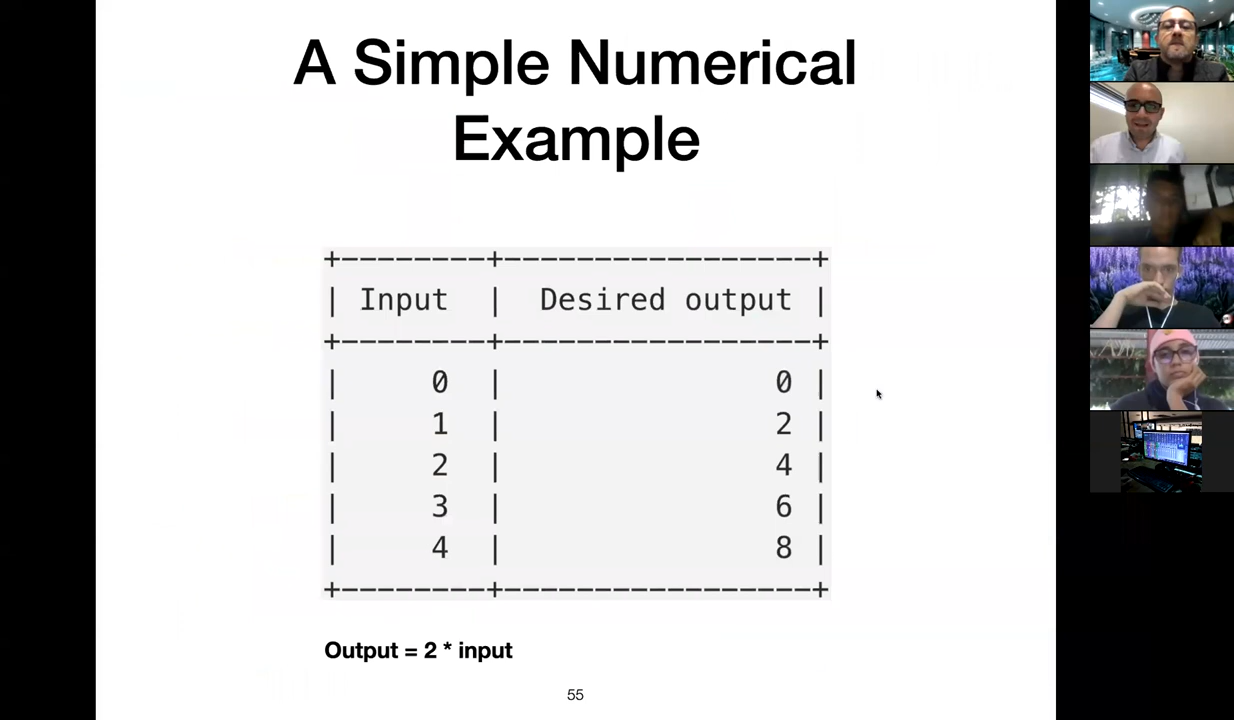 A Simple Numerical
Example
+--------+----------------+
| Input | Desired output |
+--------+----------------+
| 0 | 0 |
| 1 | 2 |
| 2 | 4 |
| 3 | 6 |
| 4 | 8 |
+--------+----------------+
Output = 2 * input
55